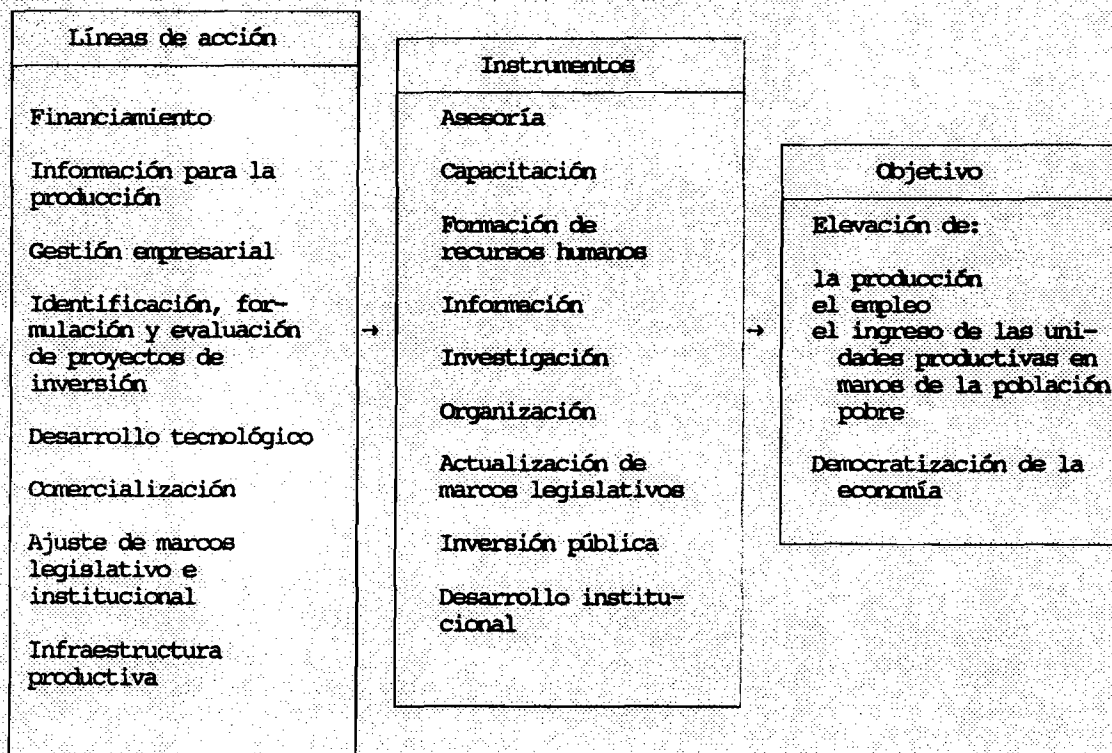 Líneas de acción
Financiamiento
Información para la
producción
Gestión empresarial
Identificación, for-
mulación y evaluación
de proyectos de
inversión
Desarrollo tecnológico
Comercialización
Ajuste de marcos
legislativo e
institucional
Infraestructura
productiva
→
Instrumentos
Asesoría
Capacitación
Formación de
recursos humanos
Información
Investigación
Organización
Actualización de
marcos legislativos
Inversión pública
Desarrollo institu-
cional
→
Objetivo
Elevación de:
la producción
el empleo
el ingreso de las uni-
dades productivas en
manos de la población
pobre
Democratización de la
economía